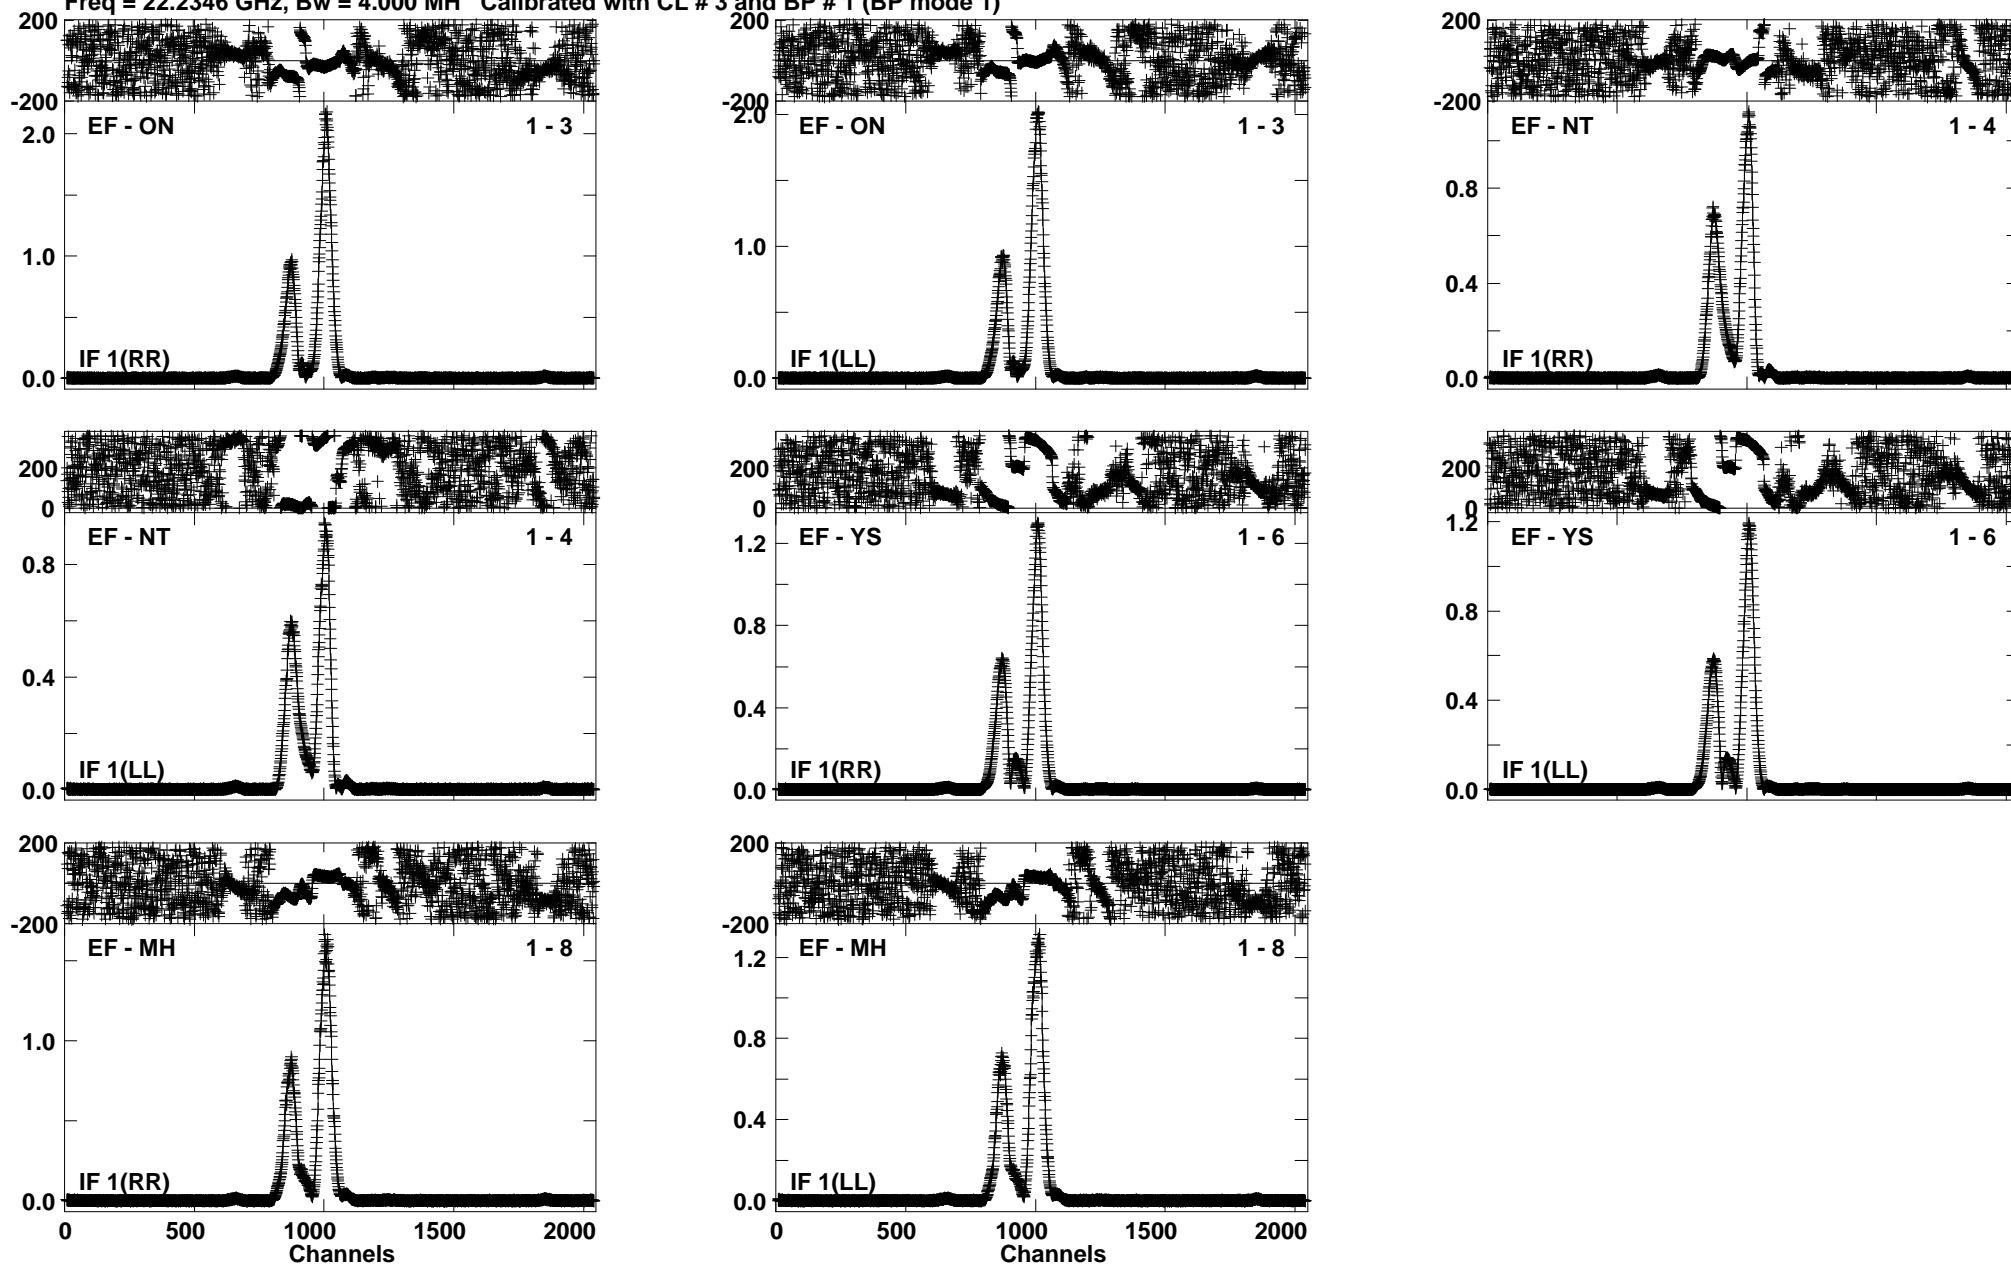 Freq = 22.2346 GHz, Bw = 4.000 MH Calibrated with CL # 3 and BP # 1 (BP mode 1)
200
-200
EF - ON 1 - 3
2.0
1.0
IF 1(RR)
0.0
200
-200
2.0
EF - ON 1 - 3
1.0
IF 1(LL)
0.0
200
-200
EF - NT 1 - 4
0.8
0.4
IF 1(RR)
0.0
200
0
EF - NT 1 - 4
0.8
0.4
IF 1(LL)
0.0
200
0
EF - YS 1 - 6
1.2
0.8
0.4
IF 1(RR)
0.0
200
0
1.2
EF - YS 1 - 6
0.8
0.4
IF 1(LL)
0.0
200
-200
EF - MH 1 - 8
1.0
IF 1(RR)
0.0
0 500 1000 1500 2000
Channels
200
-200
EF - MH 1 - 8
1.2
0.8
0.4
IF 1(LL)
0.0
0 500 1000 1500 2000
Channels